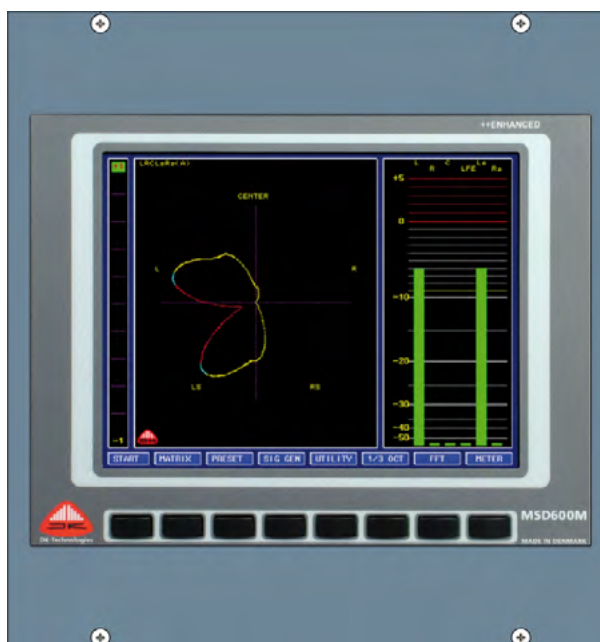 ++ENHANCED
+1
LRCLsRs(A)
CENTER
L
R
LS
RS
-1
L C Ls
R LFE Rs
+5
0
-10
-20
-30
-40
-50
START MATRIX PRESET SIG GEN UTILITY 1/3 OCT FFT METER
DK-Technologies
MSD600M
MADE IN DENMARK